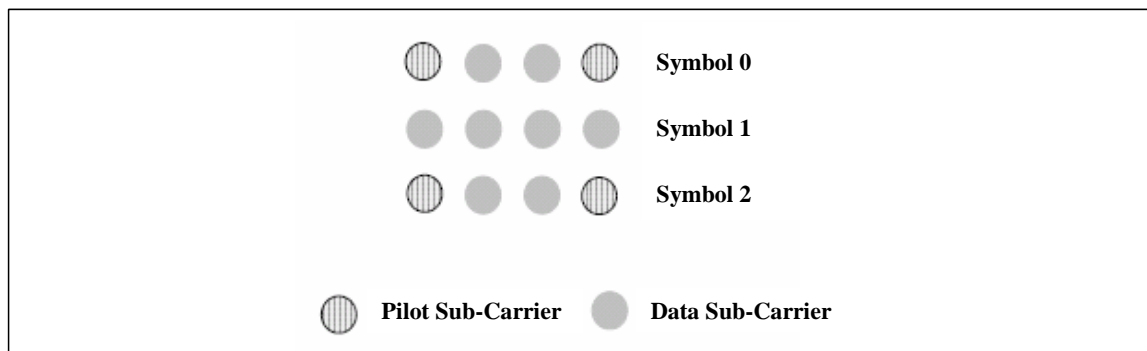 Symbol 0
Symbol 1
Symbol 2
Pilot Sub-Carrier Data Sub-Carrier